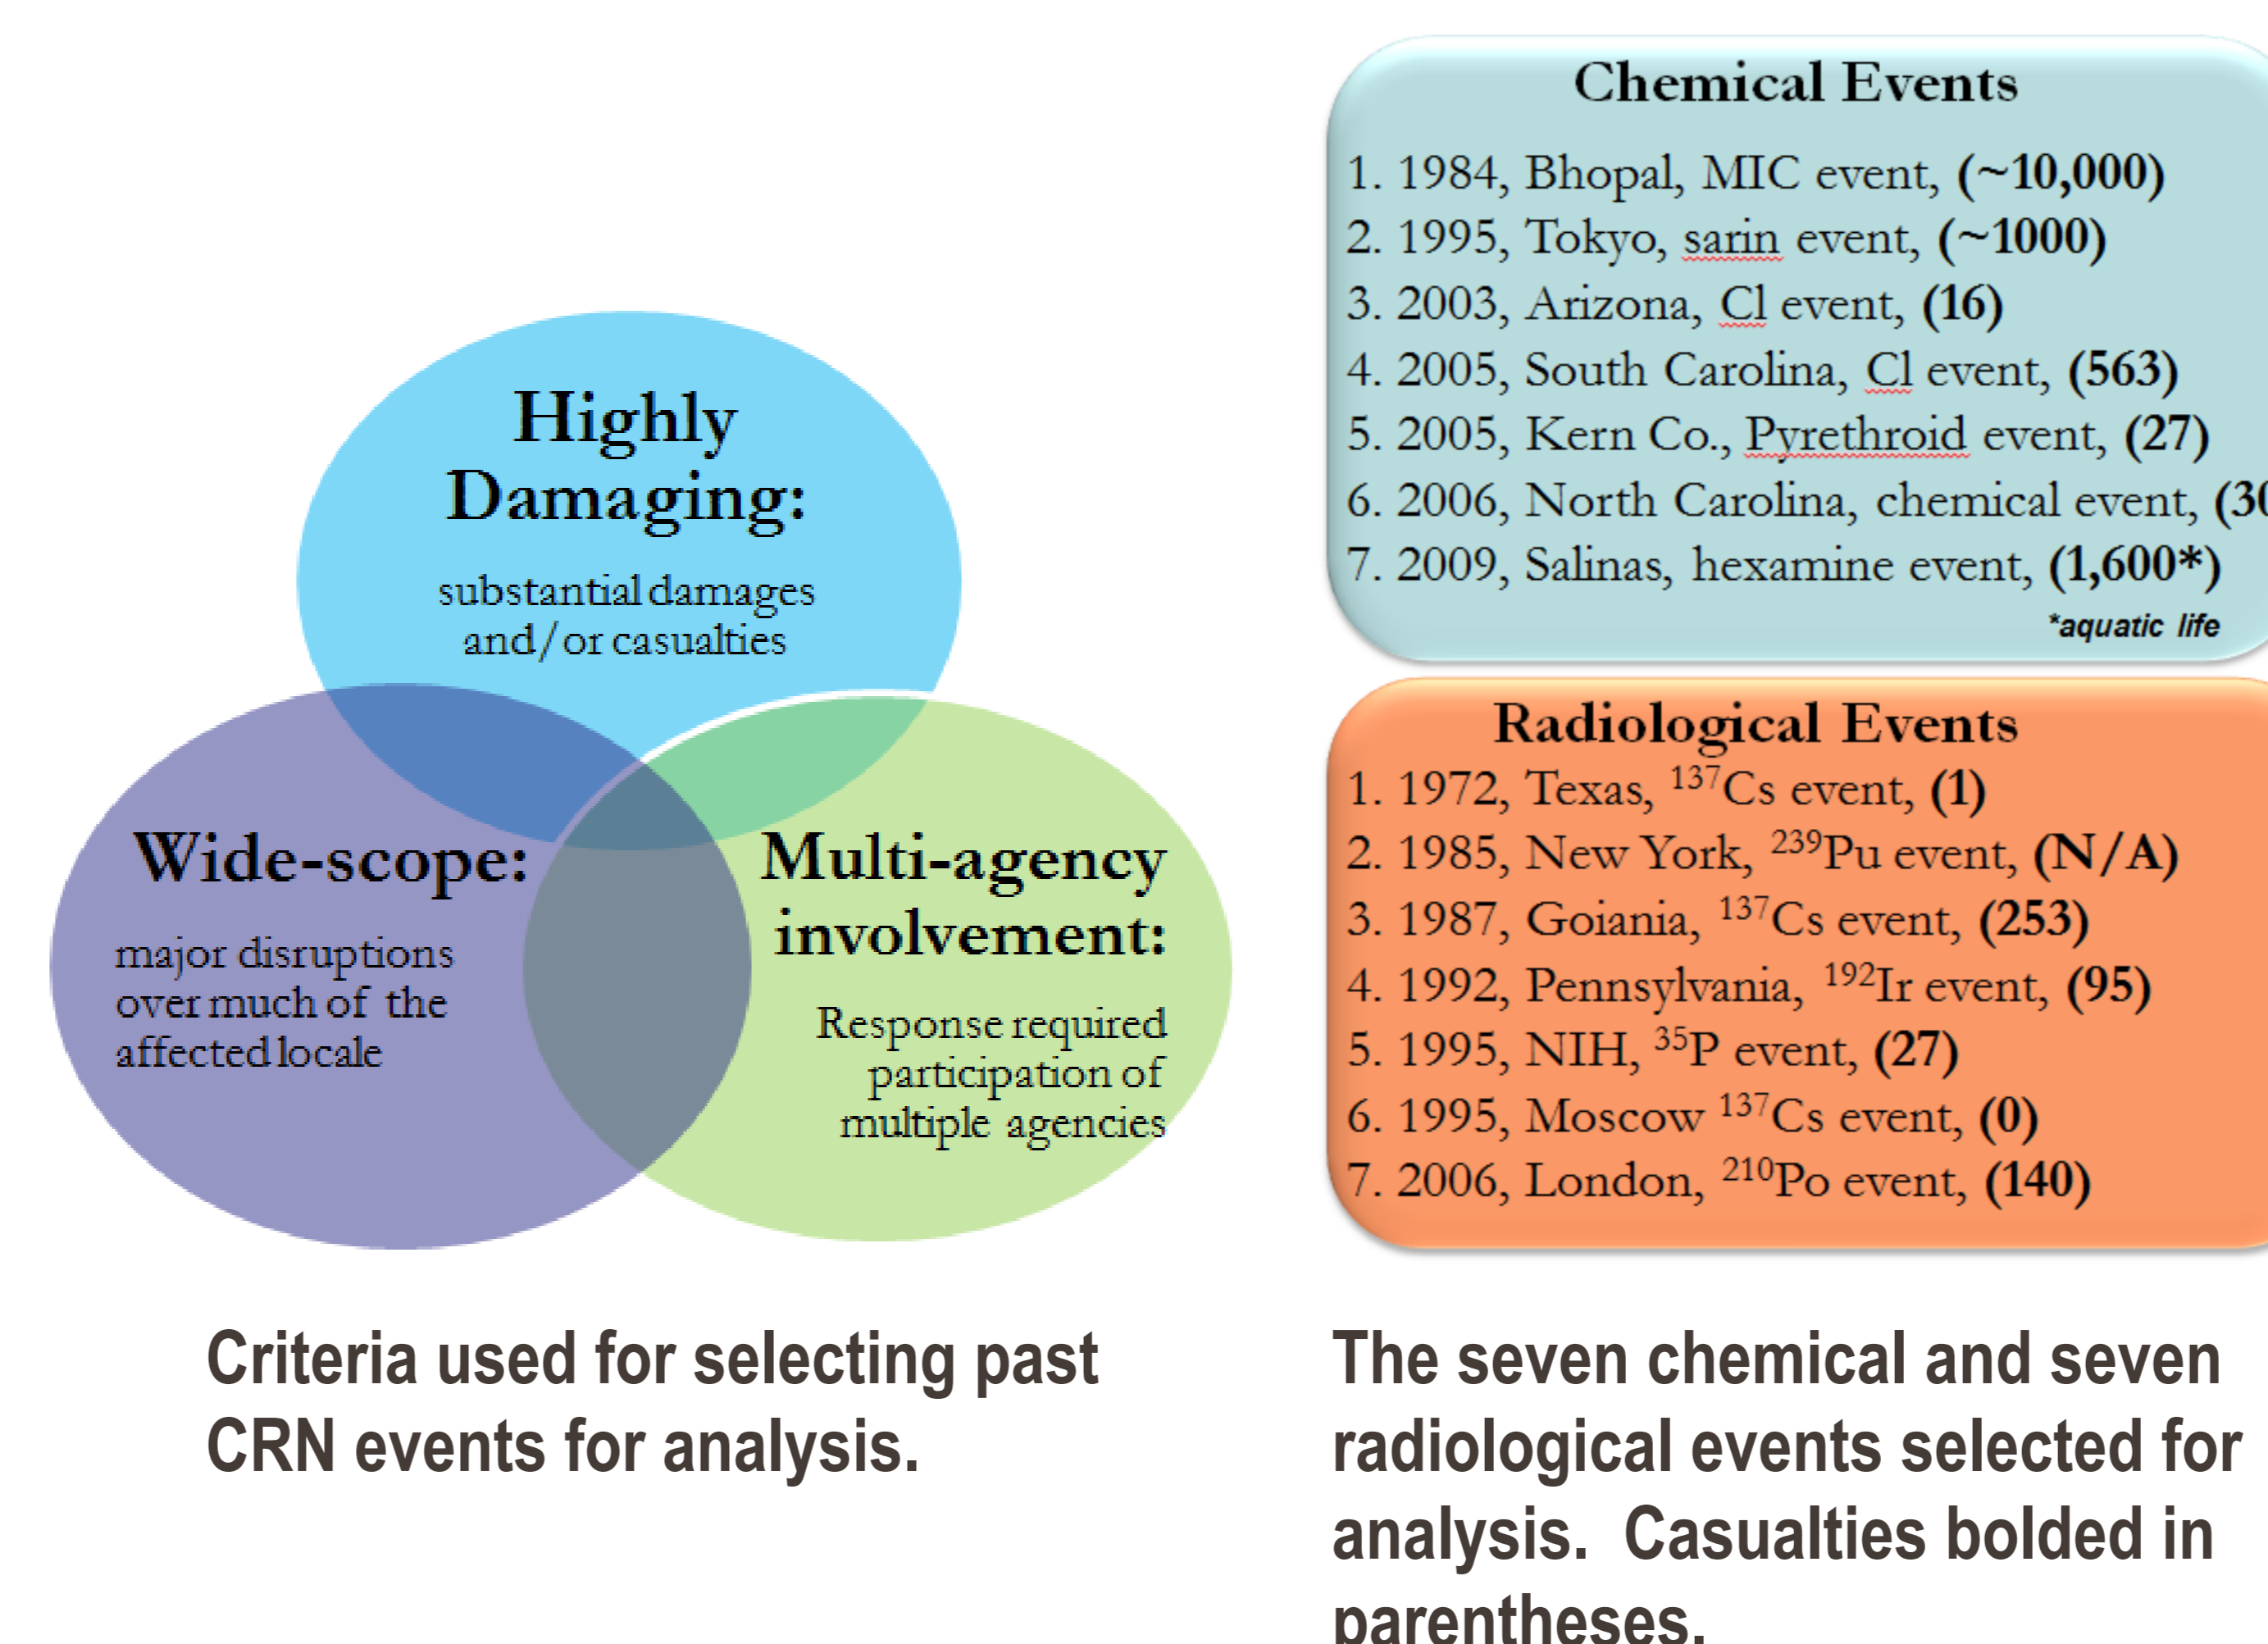 Highly
Damaging:
substantial damages
and/or casualties
Wide-scope:
major disruptions
over much of the
affected locale
Multi-agency
involvement:
Response required
participation of
multiple agencies
Criteria used for selecting past
CRN events for analysis.
Chemical Events
1. 1984, Bhopal, MIC event, (~10,000)
2. 1995, Tokyo, sarin event, (~1000)
3. 2003, Arizona, Cl event, (16)
4. 2005, South Carolina, Cl event, (563)
5. 2005, Kern Co., Pyrethroid event, (27)
6. 2006, North Carolina, chemical event,
7. 2009, Salinas, hexamine event, (1,600*)
*aquatic life
Radiological Events
1. 1972, Texas, ¹³⁷Cs event, (1)
2. 1985, New York, ²³⁹Pu event, (N/A)
3. 1987, Goiania, ¹³⁷Cs event, (253)
4. 1992, Pennsylvania, ¹⁹²Ir event, (95)
5. 1995, NIH, ³⁵P event, (27)
6. 1995, Moscow ¹³⁷Cs event, (0)
7. 2006, London, ²¹⁰Po event, (140)
The seven chemical and seven
radiological events selected for
analysis. Casualties bolded in
parentheses.